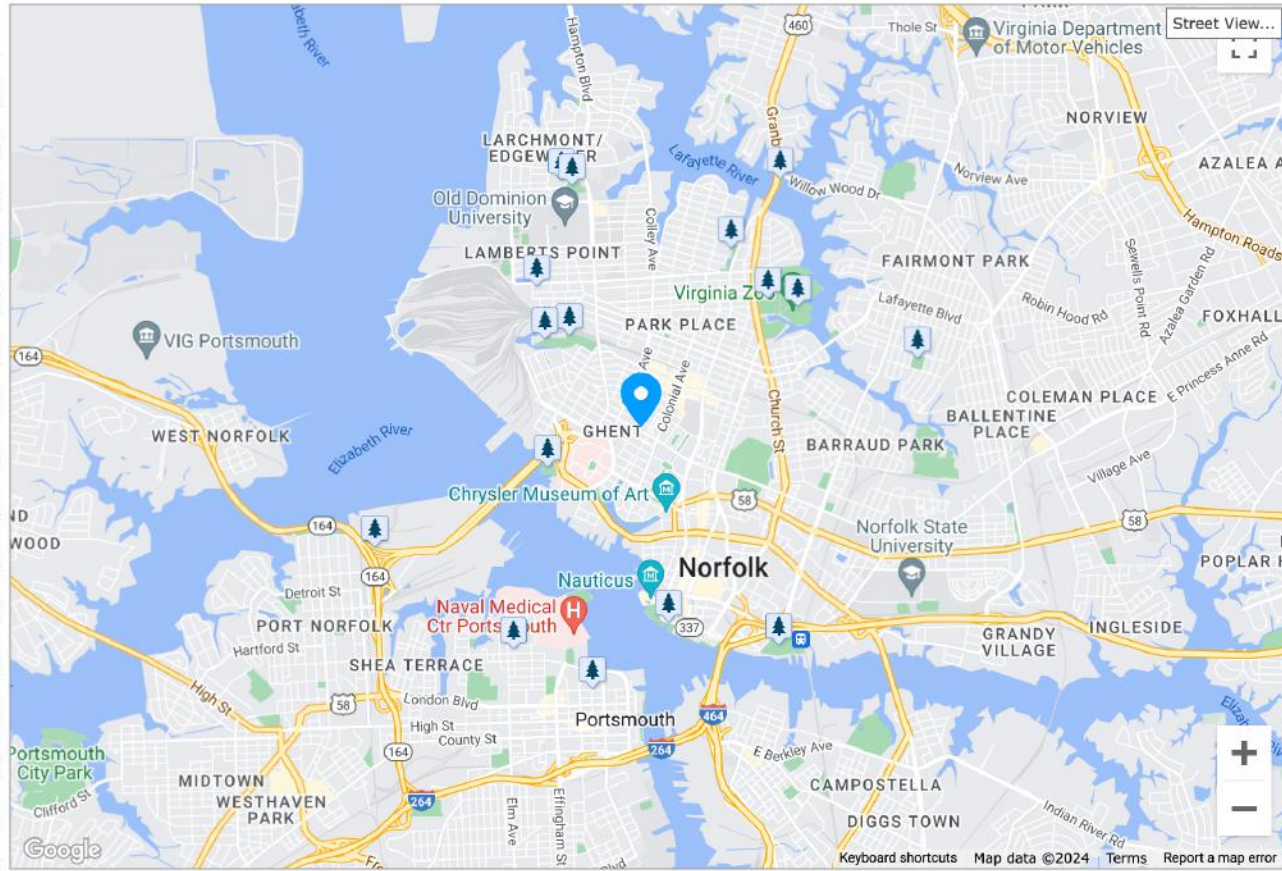 abeth River
Hampton Blvd
460
Thole St
PARK
Virginia Department
of Motor Vehicles
Street View...
NORVIEW
LARCHMONT/
Lafayette River
Willow Wood Dr
Norview Ave
AZALEA A
Old Dominion
University
Colley Ave
Hampton Roads
LAMBERTS POINT
FAIRMONT PARK
Sewells Point Rd
Azalea Garden Rd
Lafayette Blvd
Robin Hood Rd
FOXHALL
PARK PLACE
VIG Portsmouth
164
Ave
Colonial Ave
E Princess Anne Rd
COLEMAN PLACE
Church St
BALLENTINE
PLACE
WEST NORFOLK
GHENT
BARRAUD PARK
Elizabeth River
Village Ave
Chrysler Museum of Art
58
ND
WOOD
164
Norfolk State
University
58
Norfolk
POPLAR H
164
Detroit St
Nauticus
PORT NORFOLK
Naval Medical
H
337
GRANDY
VILLAGE
INGLESIDE
Hartford St
SHEA TERRACE
High St
58
London Blvd
High St
County St
Portsmouth
464
264
164
E Berkley Ave
Portsmouth
City Park
MIDTOWN
WESTHAVEN
PARK
Clifford St
264
Elm Ave
Effingham St
CAMPOSTELLA
DIGGS TOWN
Indian River Rd
+
−
Google
Keyboard shortcuts Map data ©2024 Terms Report a map error